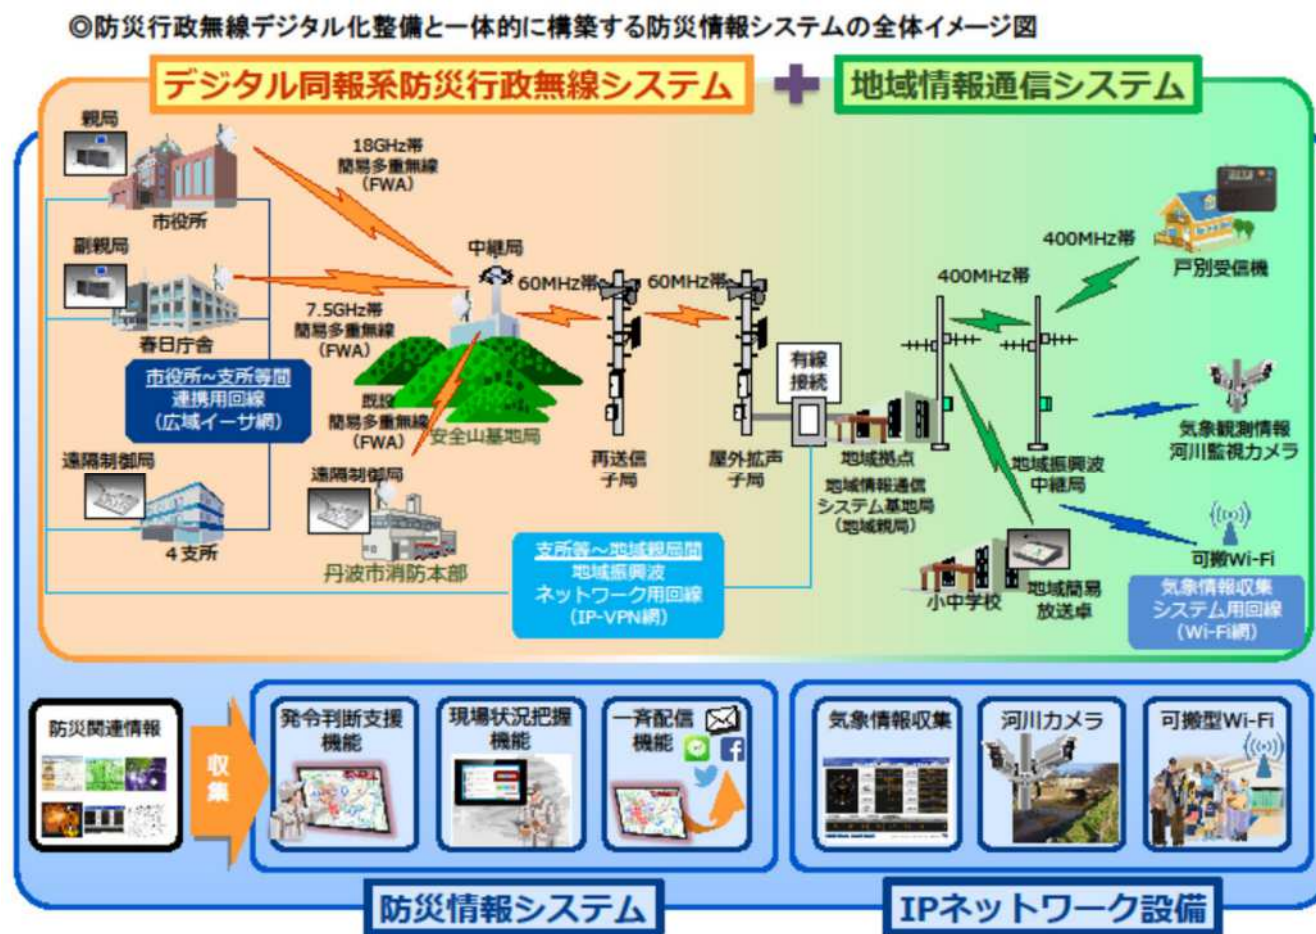 ◎防災行政無線デジタル化整備と一体的に構築する防災情報システムの全体イメージ図
デジタル同報系防災行政無線システム
地域情報通信システム
親局
市役所
18GHz帯
簡易多重無線
(FWA)
副親局
春日庁舎
7.5GHz帯
簡易多重無線
(FWA)
中継局
60MHz帯
60MHz帯
400MHz帯
400MHz帯
戸別受信機
市役所~支所等間
連携用回線
(広域イーサ網)
既設
簡易多重無線
(FWA)
安全山基地局
有線
接続
遠隔制御局
4支所
遠隔制御局
丹波市消防本部
再送信
子局
屋外拡声
子局
地域拠点
地域情報通信
システム基地局
(地域親局)
地域振興波
中継局
気象観測情報
河川監視カメラ
支所等~地域親局間
地域振興波
ネットワーク用回線
(IP-VPN網)
小中学校
地域簡易
放送卓
可搬Wi-Fi
気象情報収集
システム用回線
(Wi-Fi網)
防災関連情報
収
集
発令判断支援
機能
現場状況把握
機能
一斉配信
機能
気象情報収集
河川カメラ
可搬型Wi-Fi
防災情報システム
IPネットワーク設備